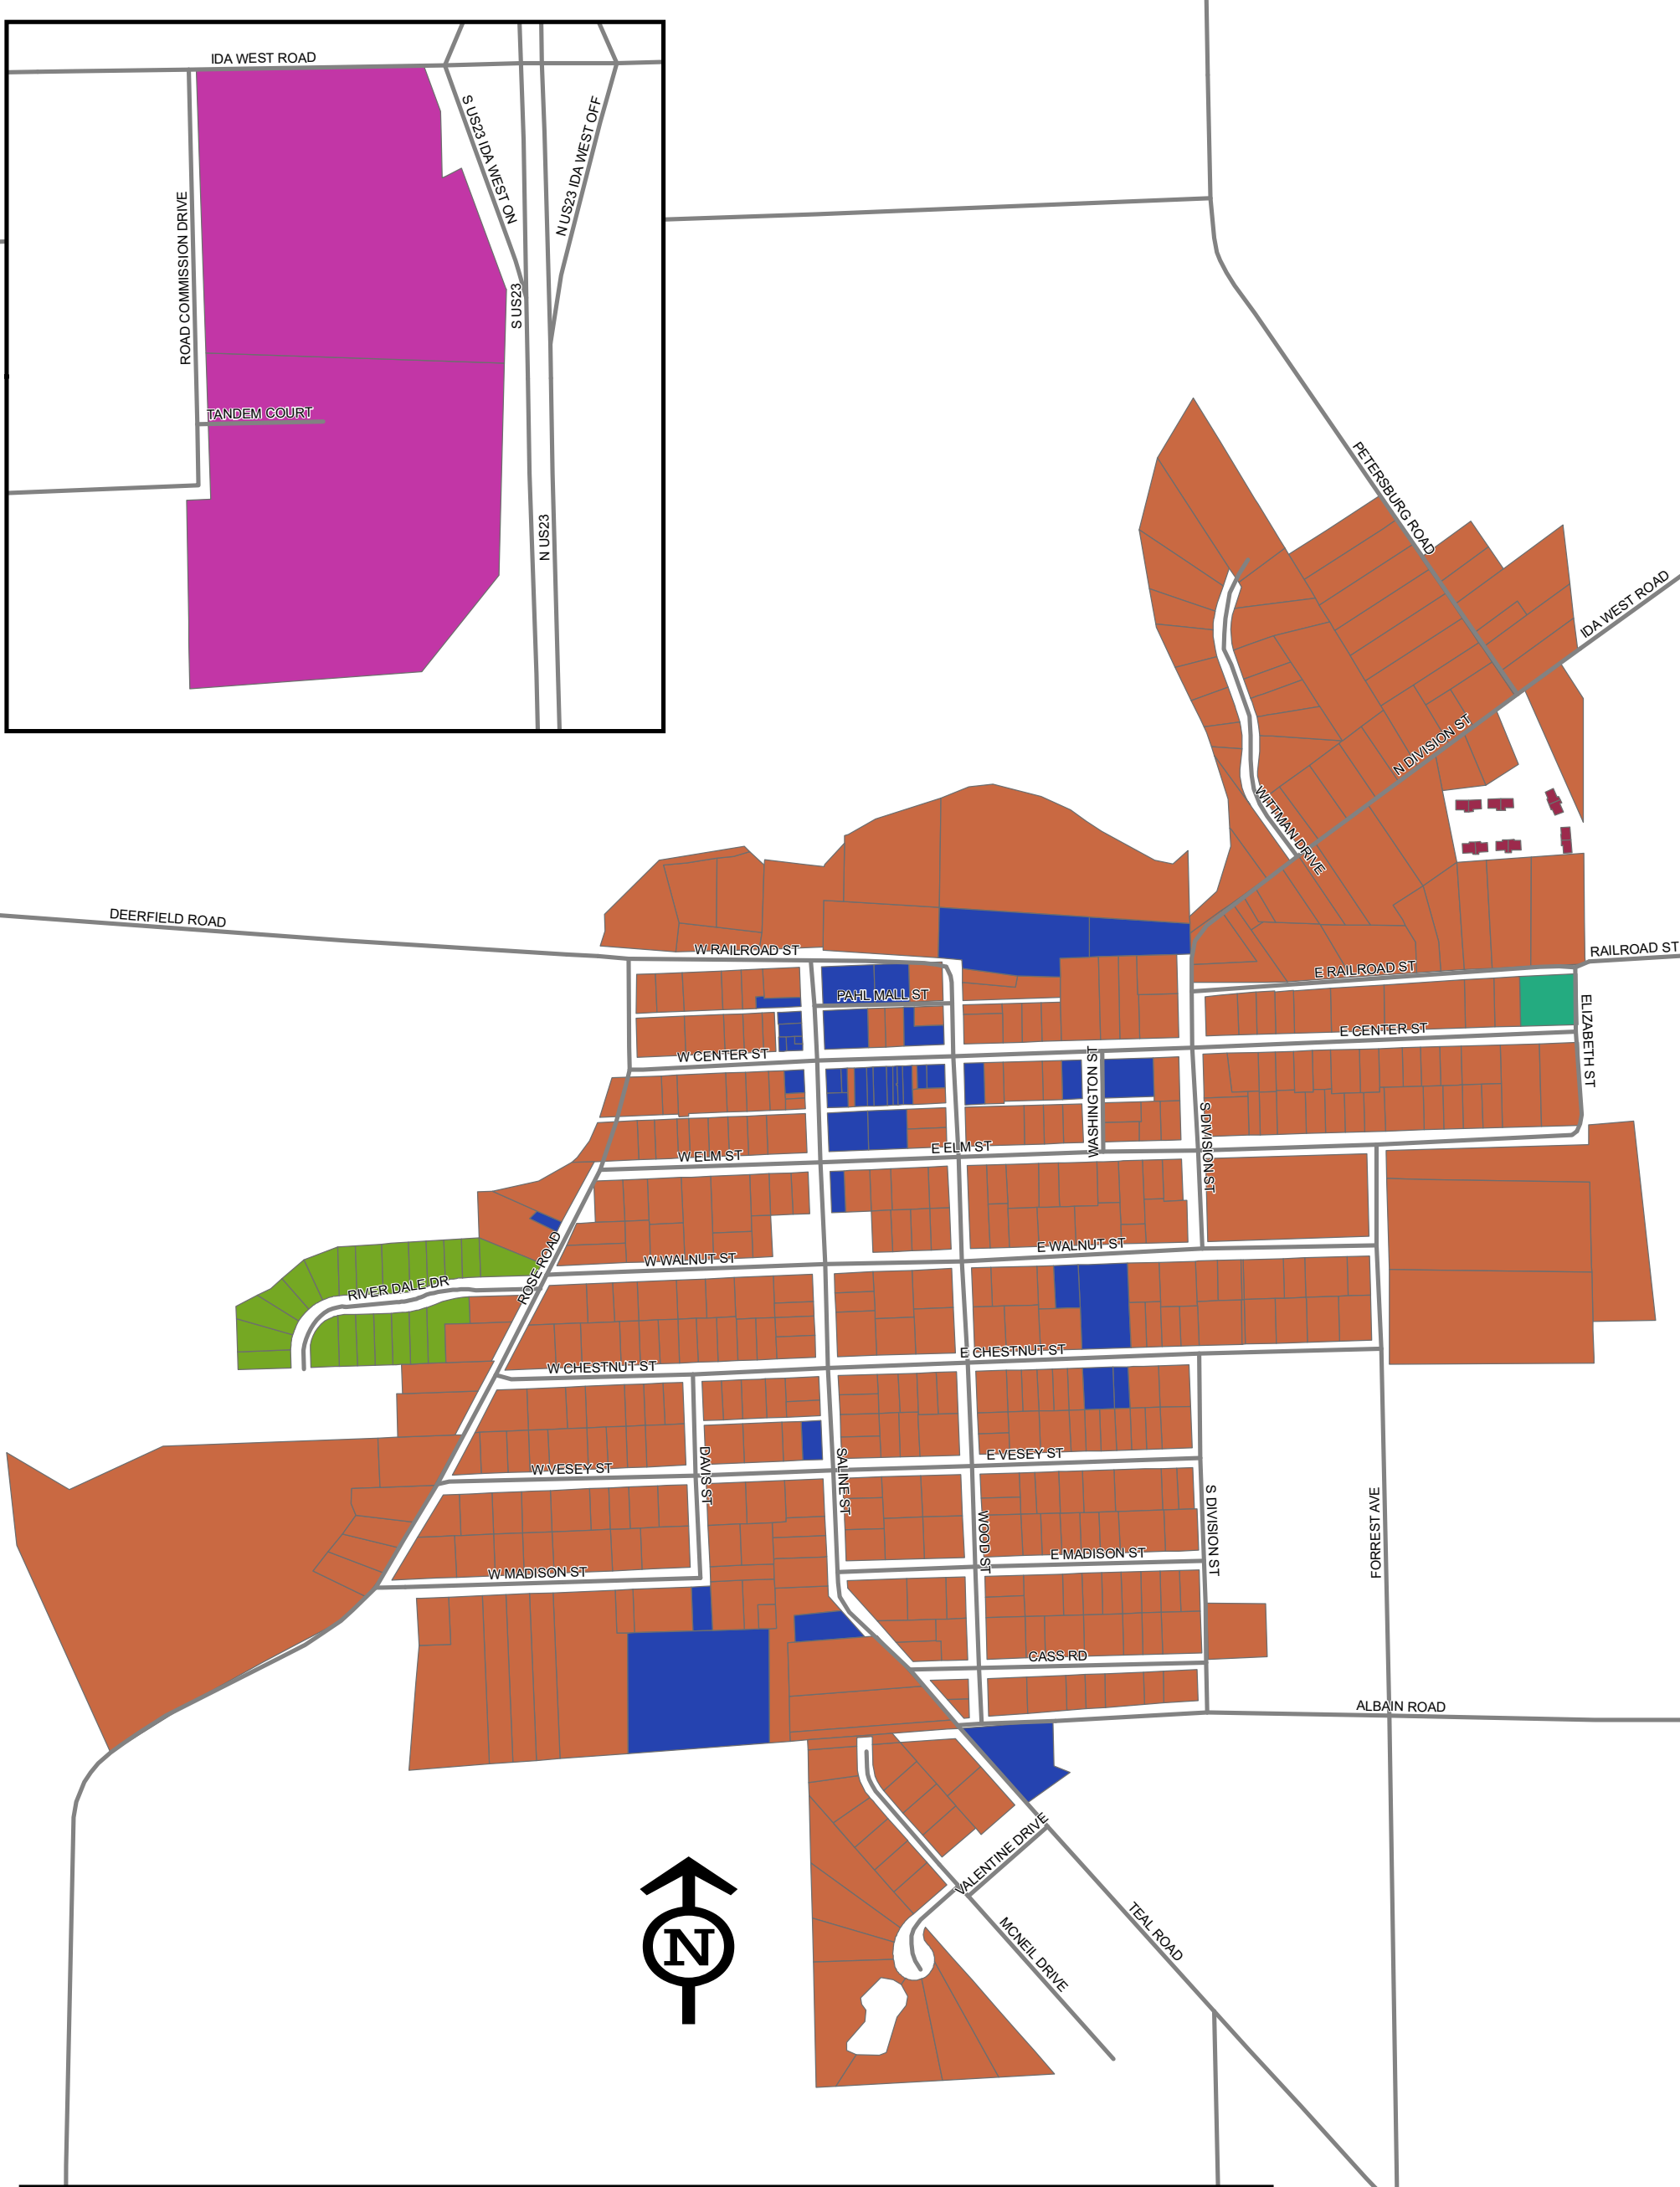 IDA WEST ROAD
S US23 IDA WEST ON
N US23 IDA WEST OFF
ROAD COMMISSION DRIVE
S US23
TANDEM COURT
N US23
PETERSBURG ROAD
IDA WEST ROAD
N DIVISION ST
WITTMAN DRIVE
DEERFIELD ROAD
W RAILROAD ST
RAILROAD ST
E RAILROAD ST
PAHL MALL ST
ELIZABETH ST
E CENTER ST
W CENTER ST
WASHINGTON ST
S DIVISION ST
E ELM ST
W ELM ST
E WALNUT ST
W WALNUT ST
ROSE ROAD
RIVER DALE DR
E CHESTNUT ST
W CHESTNUT ST
E VESEY ST
W VESEY ST
DAVIS ST
SALINE ST
WOOD ST
S DIVISION ST
FORREST AVE
E MADISON ST
W MADISON ST
CASS RD
ALBAIN ROAD
VALENTINE DRIVE
TEAL ROAD
MCNEIL DRIVE
N